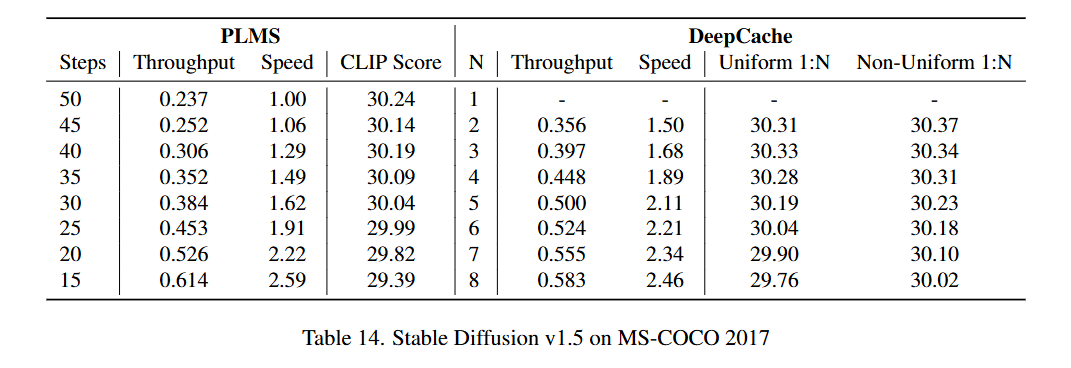 PLMS DeepCache
Steps Throughput Speed CLIP Score N Throughput Speed Uniform 1:N Non-Uniform 1:N
50 0.237 1.00 30.24 1 - - - -
45 0.252 1.06 30.14 2 0.356 1.50 30.31 30.37
40 0.306 1.29 30.19 3 0.397 1.68 30.33 30.34
35 0.352 1.49 30.09 4 0.448 1.89 30.28 30.31
30 0.384 1.62 30.04 5 0.500 2.11 30.19 30.23
25 0.453 1.91 29.99 6 0.524 2.21 30.04 30.18
20 0.526 2.22 29.82 7 0.555 2.34 29.90 30.10
15 0.614 2.59 29.39 8 0.583 2.46 29.76 30.02
Table 14. Stable Diffusion v1.5 on MS-COCO 2017